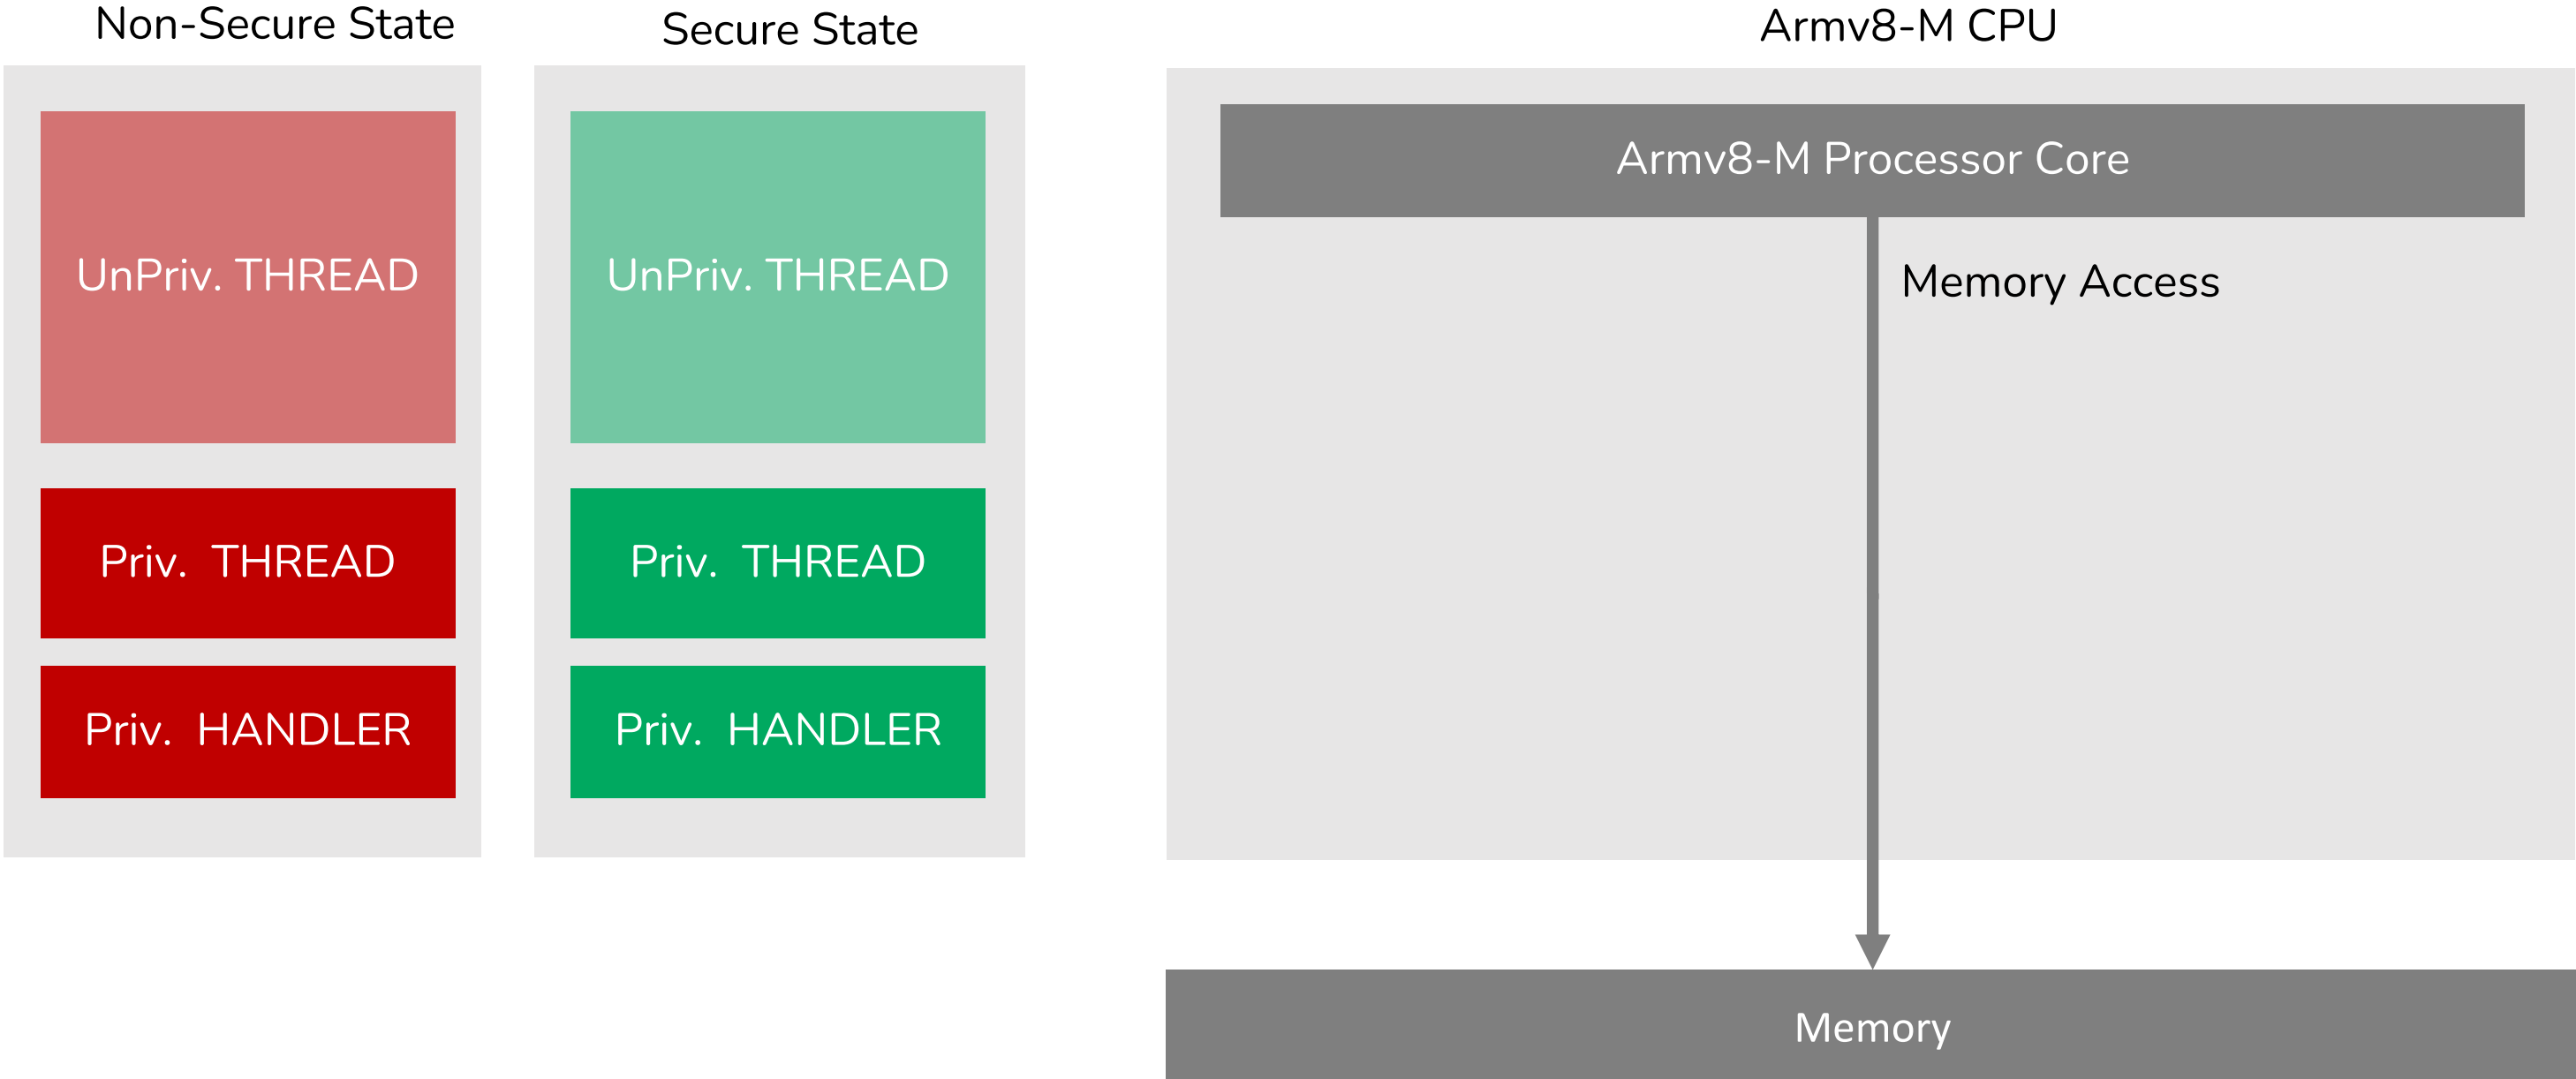 Non-Secure State
UnPriv. THREAD
Priv. THREAD
Priv. HANDLER
Secure State
UnPriv. THREAD
Priv. THREAD
Priv. HANDLER
Armv8-M CPU
Armv8-M Processor Core
Memory Access
Memory